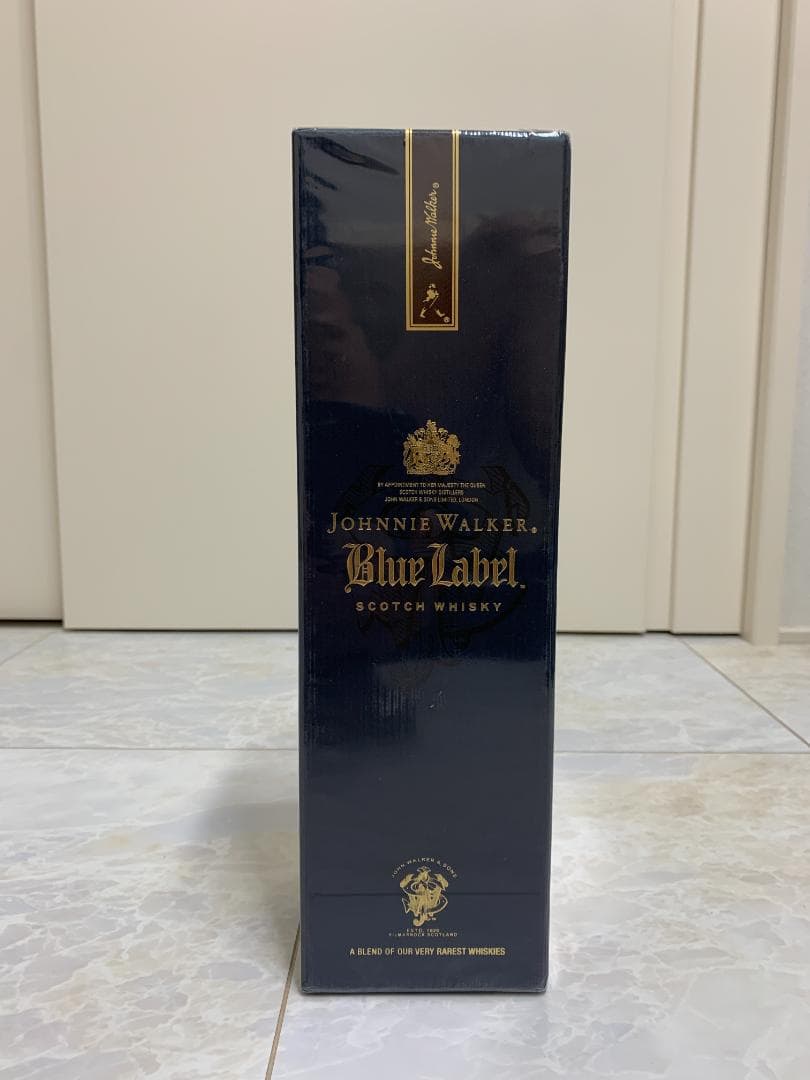 Johnnie Walker®
®
BY APPOINTMENT TO HER MAJESTY THE QUEEN
SCOTCH WHISKY DISTILLERS
JOHN WALKER & SONS LIMITED, LONDON
JOHNNIE WALKER®
Blue Label™
SCOTCH WHISKY
JOHN WALKER & SONS
ESTD. 1820
KILMARNOCK SCOTLAND
A BLEND OF OUR VERY RAREST WHISKIES